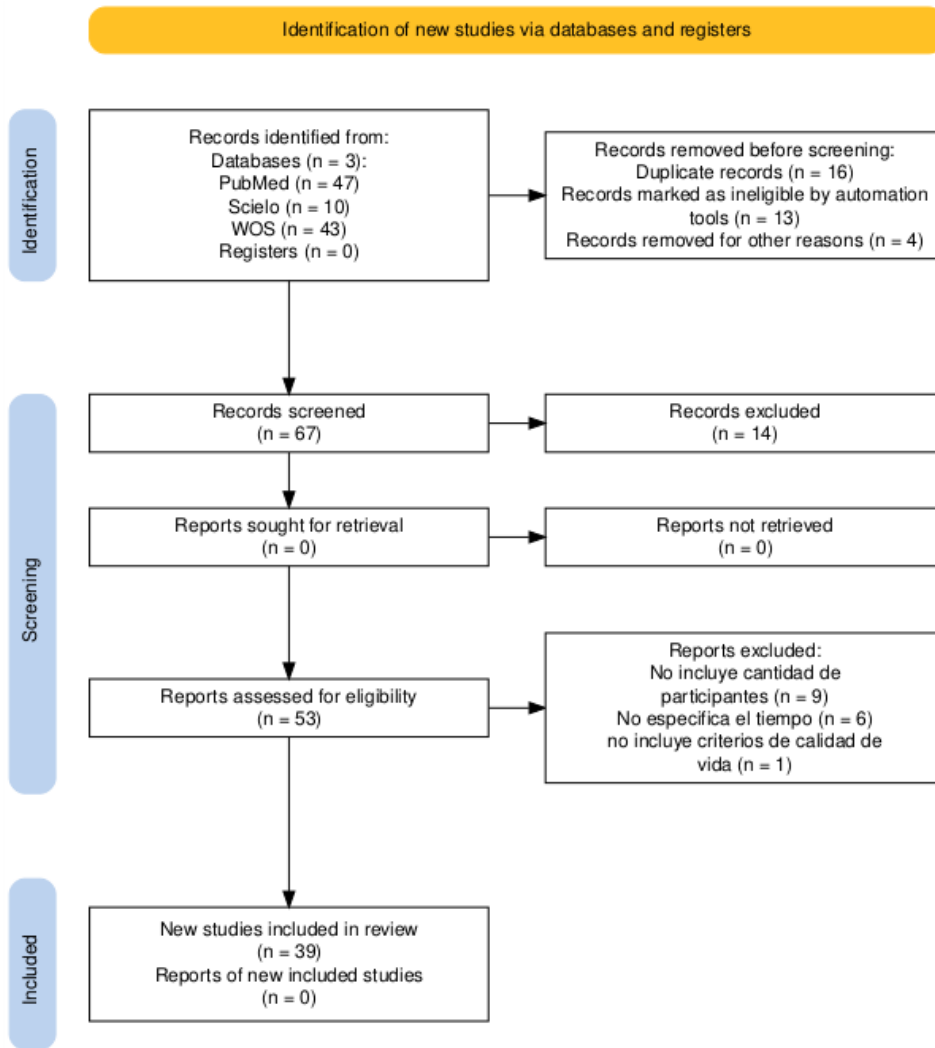 Identification of new studies via databases and registers
Identification
Records identified from:
Databases (n = 3):
PubMed (n = 47)
Scielo (n = 10)
WOS (n = 43)
Registers (n = 0)
Records removed before screening:
Duplicate records (n = 16)
Records marked as ineligible by automation
tools (n = 13)
Records removed for other reasons (n = 4)
Screening
Records screened
(n = 67)
Records excluded
(n = 14)
Reports sought for retrieval
(n = 0)
Reports not retrieved
(n = 0)
Reports assessed for eligibility
(n = 53)
Reports excluded:
No incluye cantidad de
participantes (n = 9)
No especifica el tiempo (n = 6)
no incluye criterios de calidad de
vida (n = 1)
Included
New studies included in review
(n = 39)
Reports of new included studies
(n = 0)